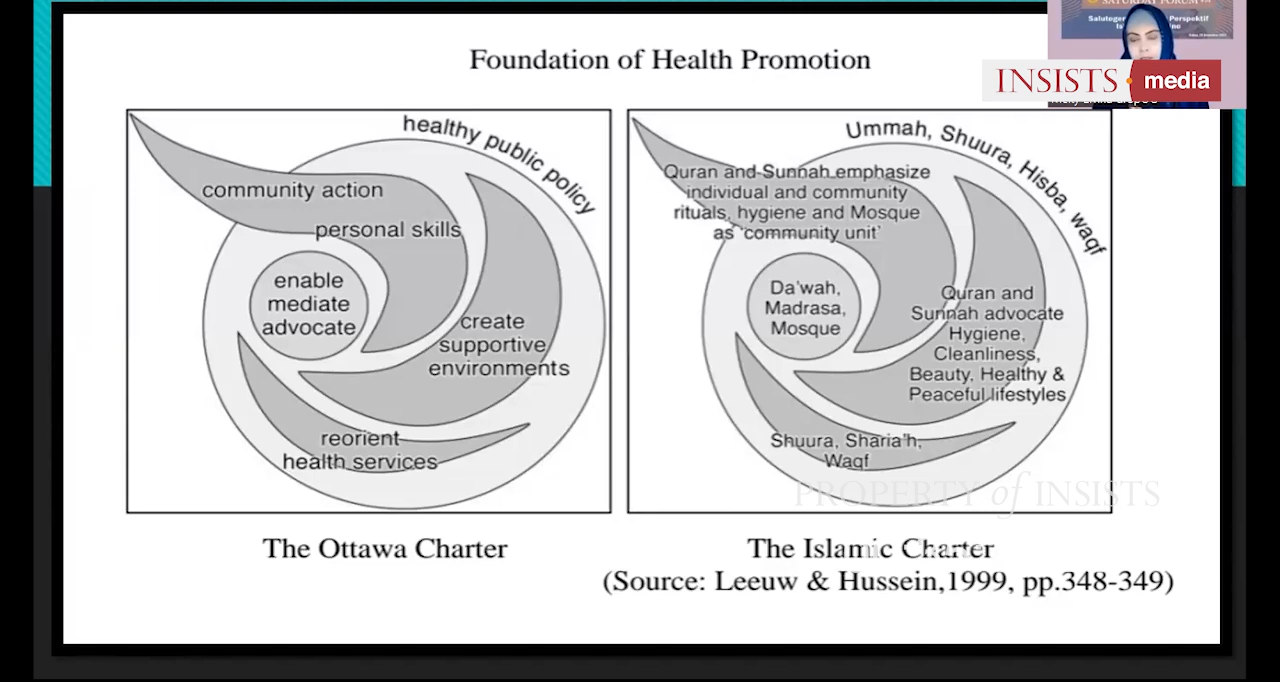 SATURDAY FORUM
Perspektif
INSISTS media
Foundation of Health Promotion
healthy public policy
community action
personal skills
enable
mediate
advocate
create
supportive
environments
reorient
health services
The Ottawa Charter
Ummah, Shuura, Hisba, waqf
Quran and Sunnah emphasize
individual and community
rituals, hygiene and Mosque
as 'community unit'
Da'wah,
Madrasa,
Mosque
Quran and
Sunnah advocate
Hygiene,
Cleanliness,
Beauty, Healthy &
Peaceful lifestyles
Shuura, Sharia'h,
Waqf
PROPERTY of INSISTS
The Islamic Charter
(Source: Leeuw & Hussein,1999, pp.348-349)